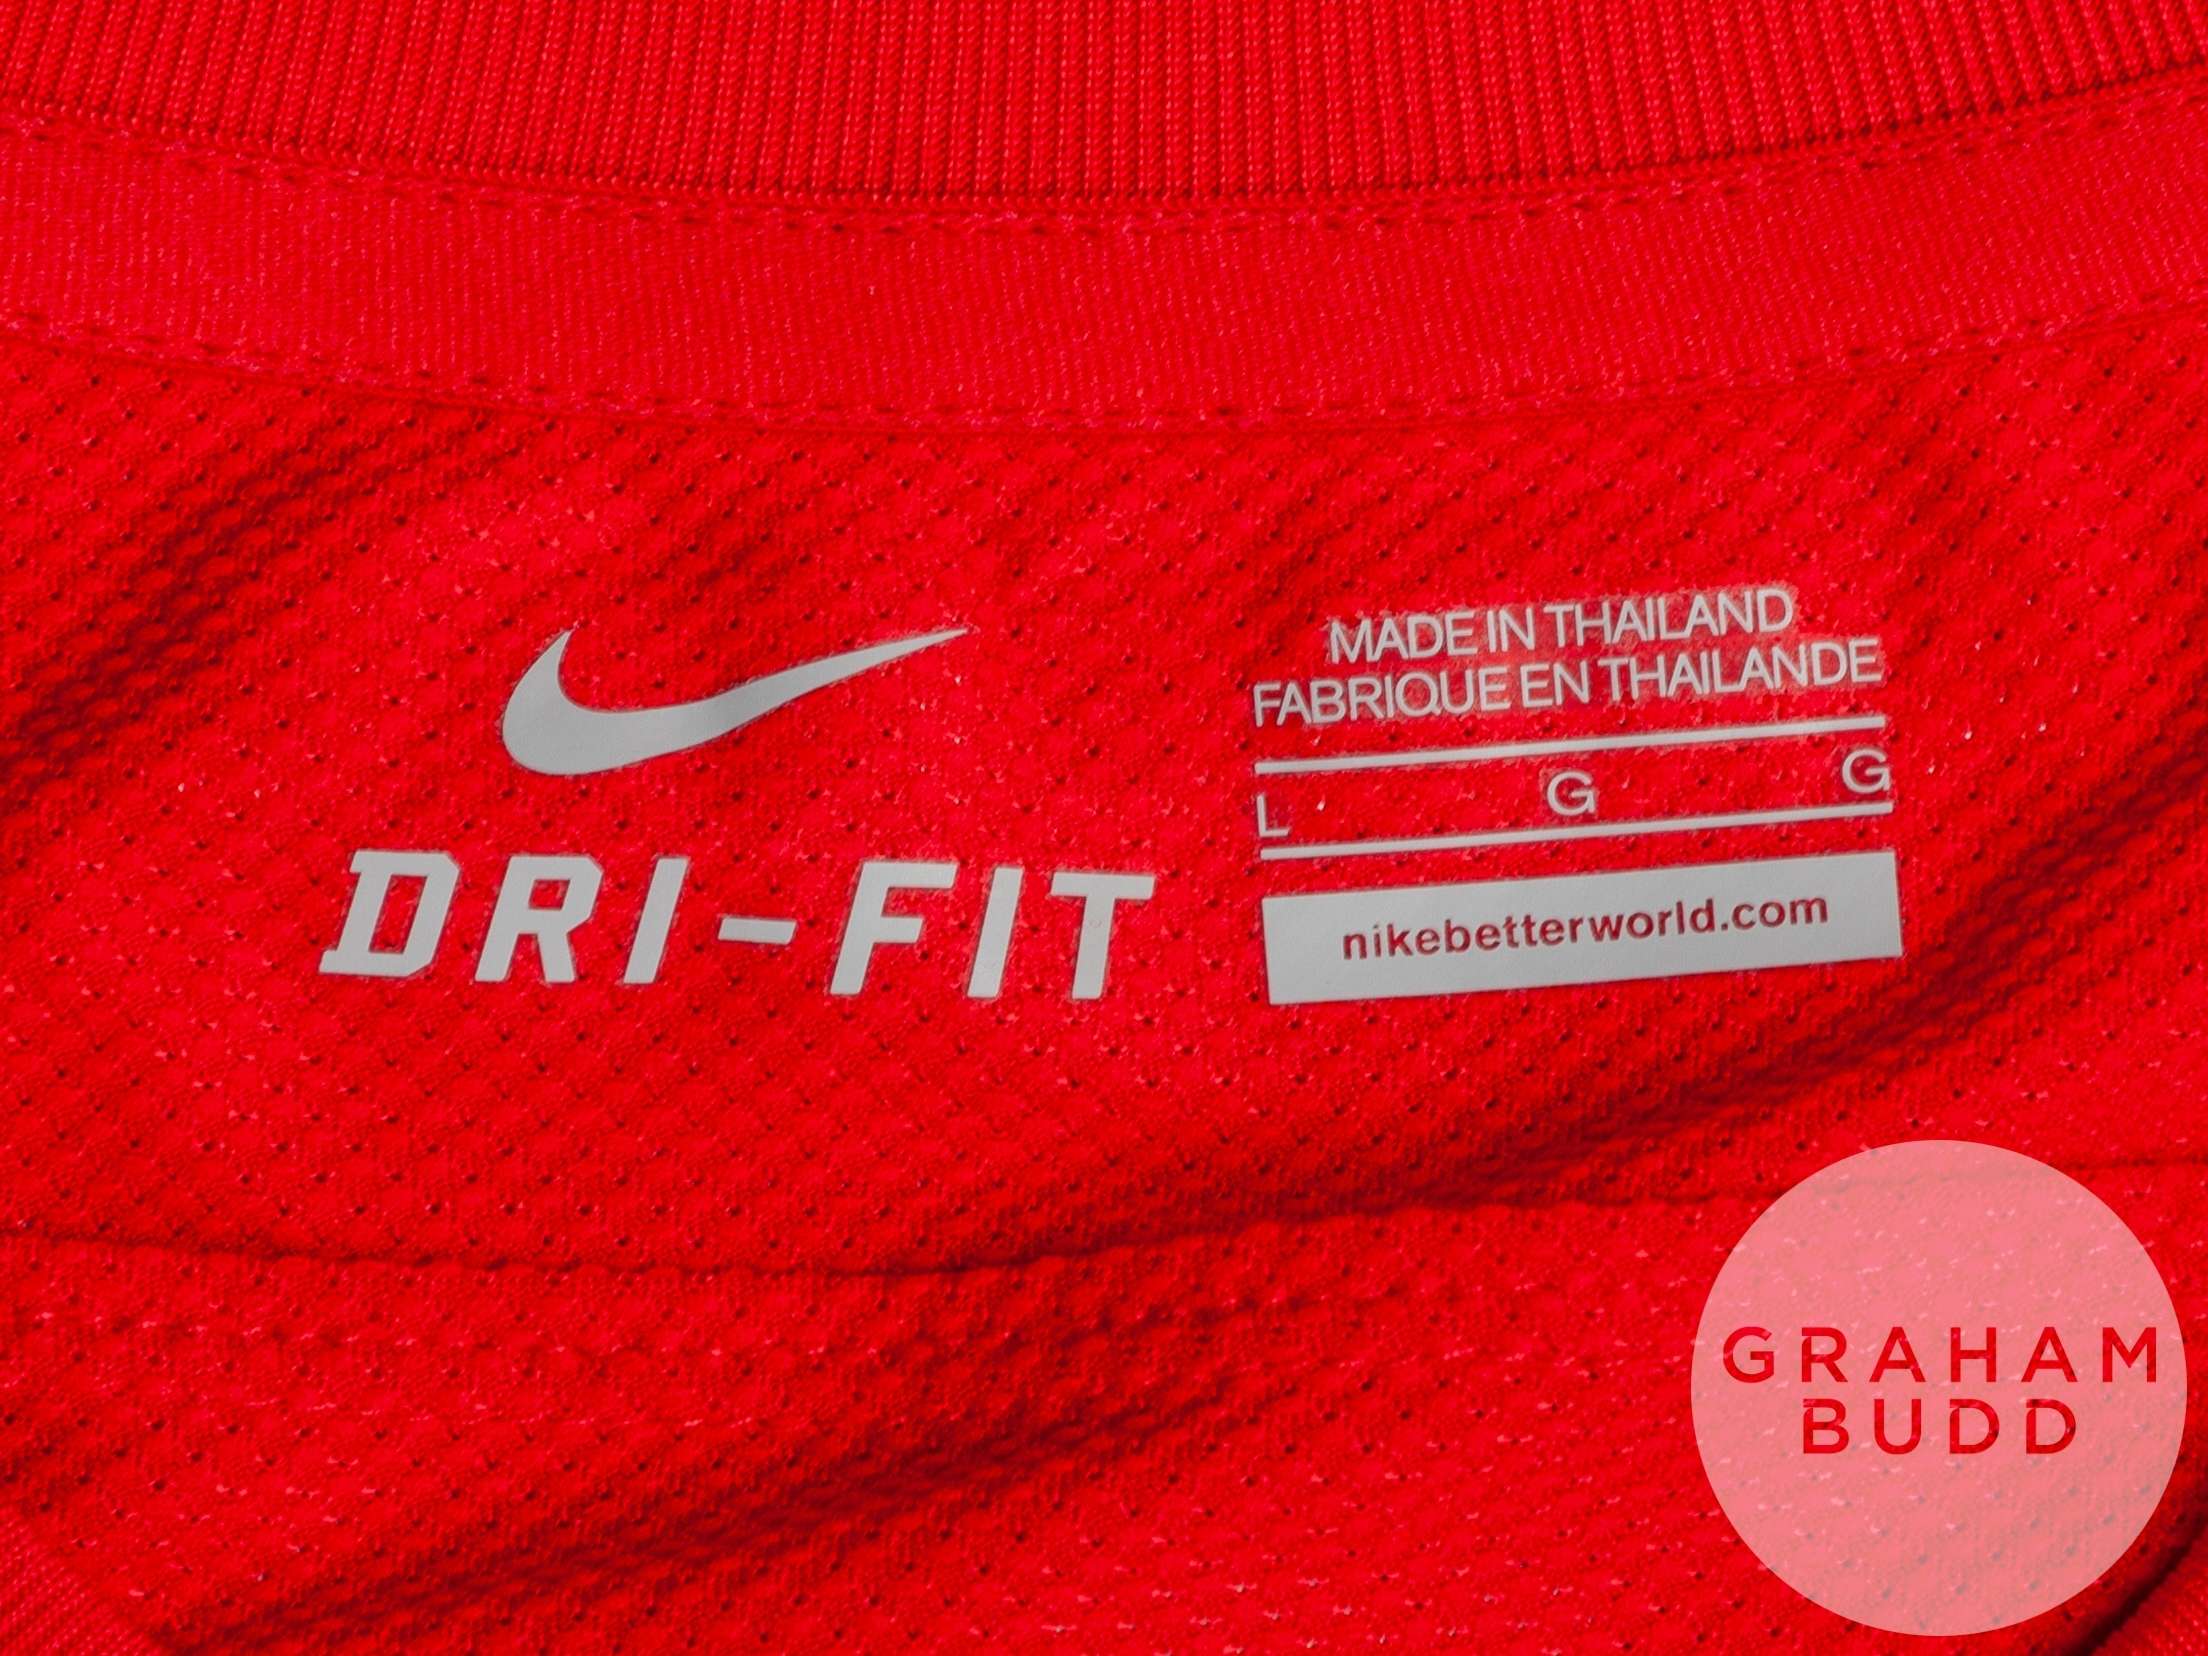 DRI-FIT
MADE IN THAILAND
FABRIQUE EN THAILANDE
L G G
nikebetterworld.com
GRAHAM
BUDD